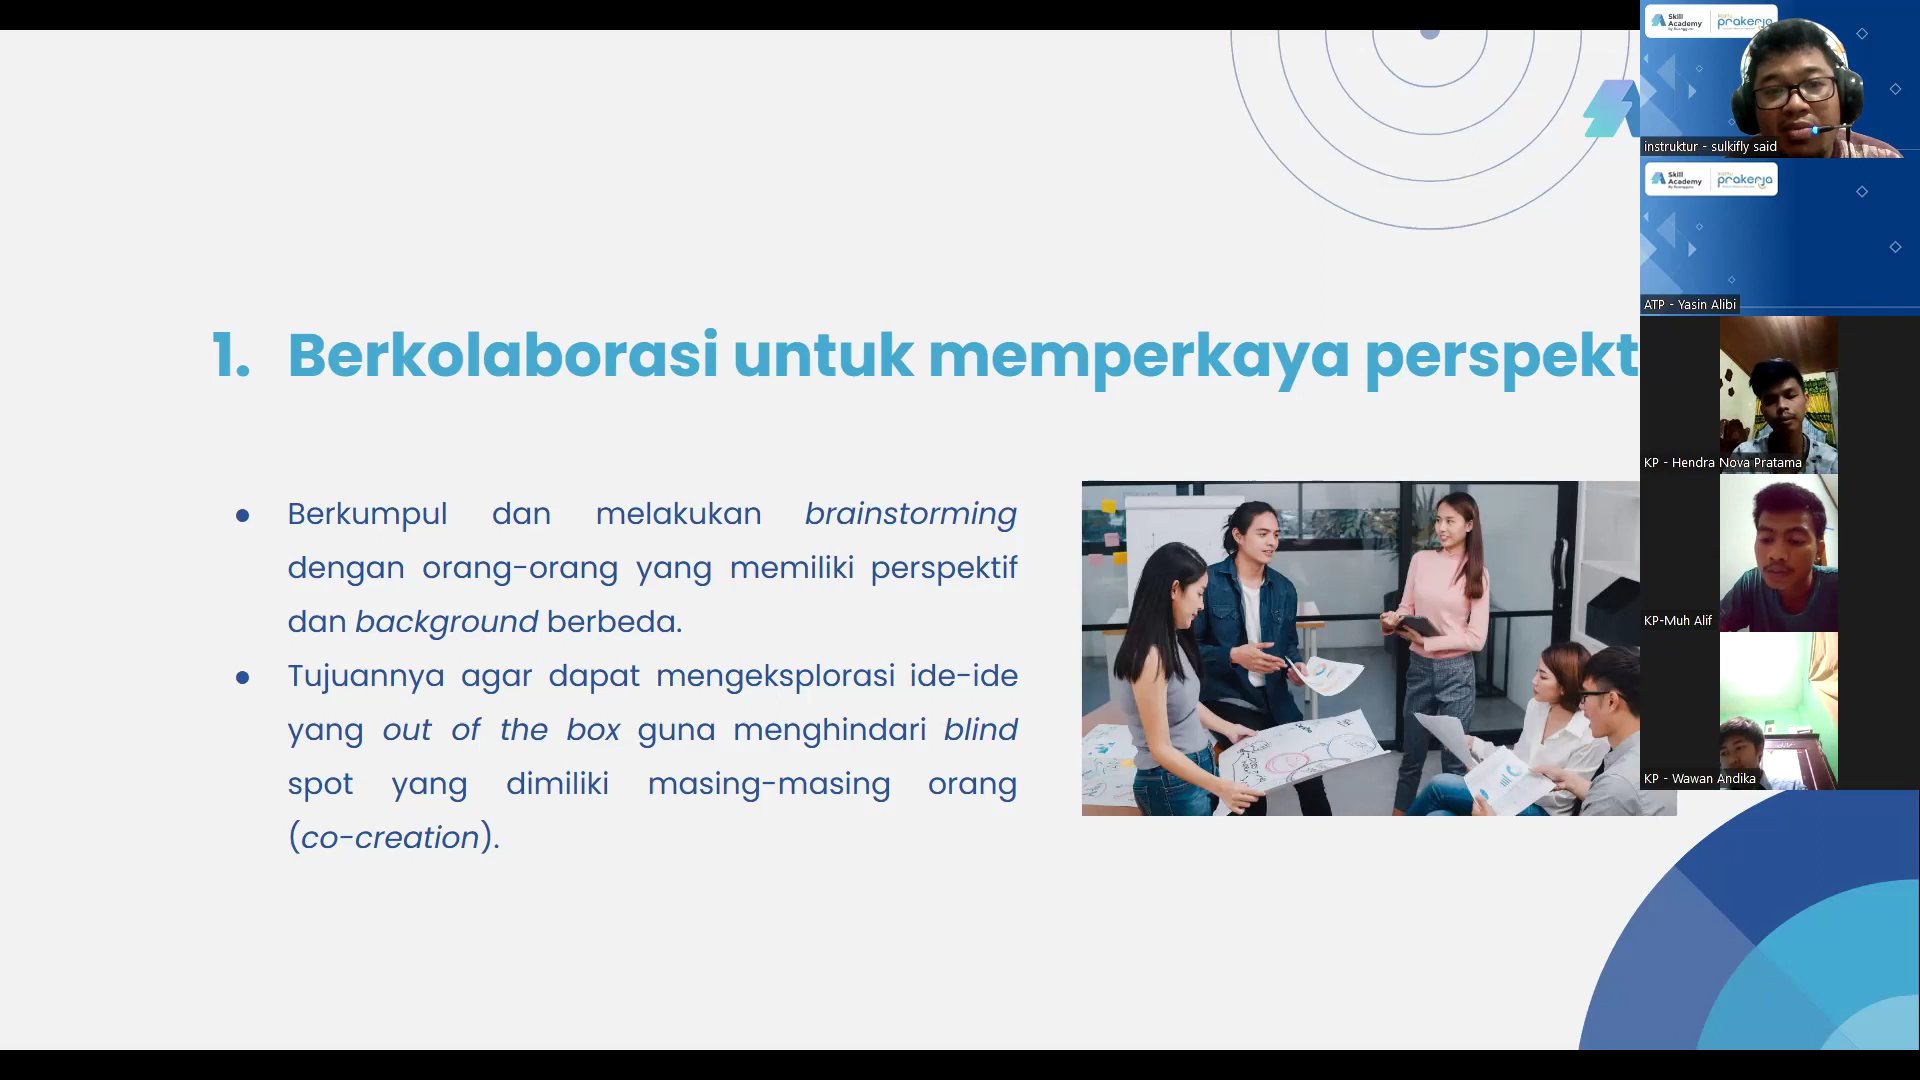 1. Berkolaborasi untuk memperkaya perspekt
● Berkumpul dan melakukan brainstorming
dengan orang-orang yang memiliki perspektif
dan background berbeda.
● Tujuannya agar dapat mengeksplorasi ide-ide
yang out of the box guna menghindari blind
spot yang dimiliki masing-masing orang
(co-creation).
Skill
Academy
prakerja
instruktur - sulkifly said
Skill
Academy
prakerja
ATP - Yasin Alibi
KP - Hendra Nova Pratama
KP-Muh Alif
KP - Wawan Andika